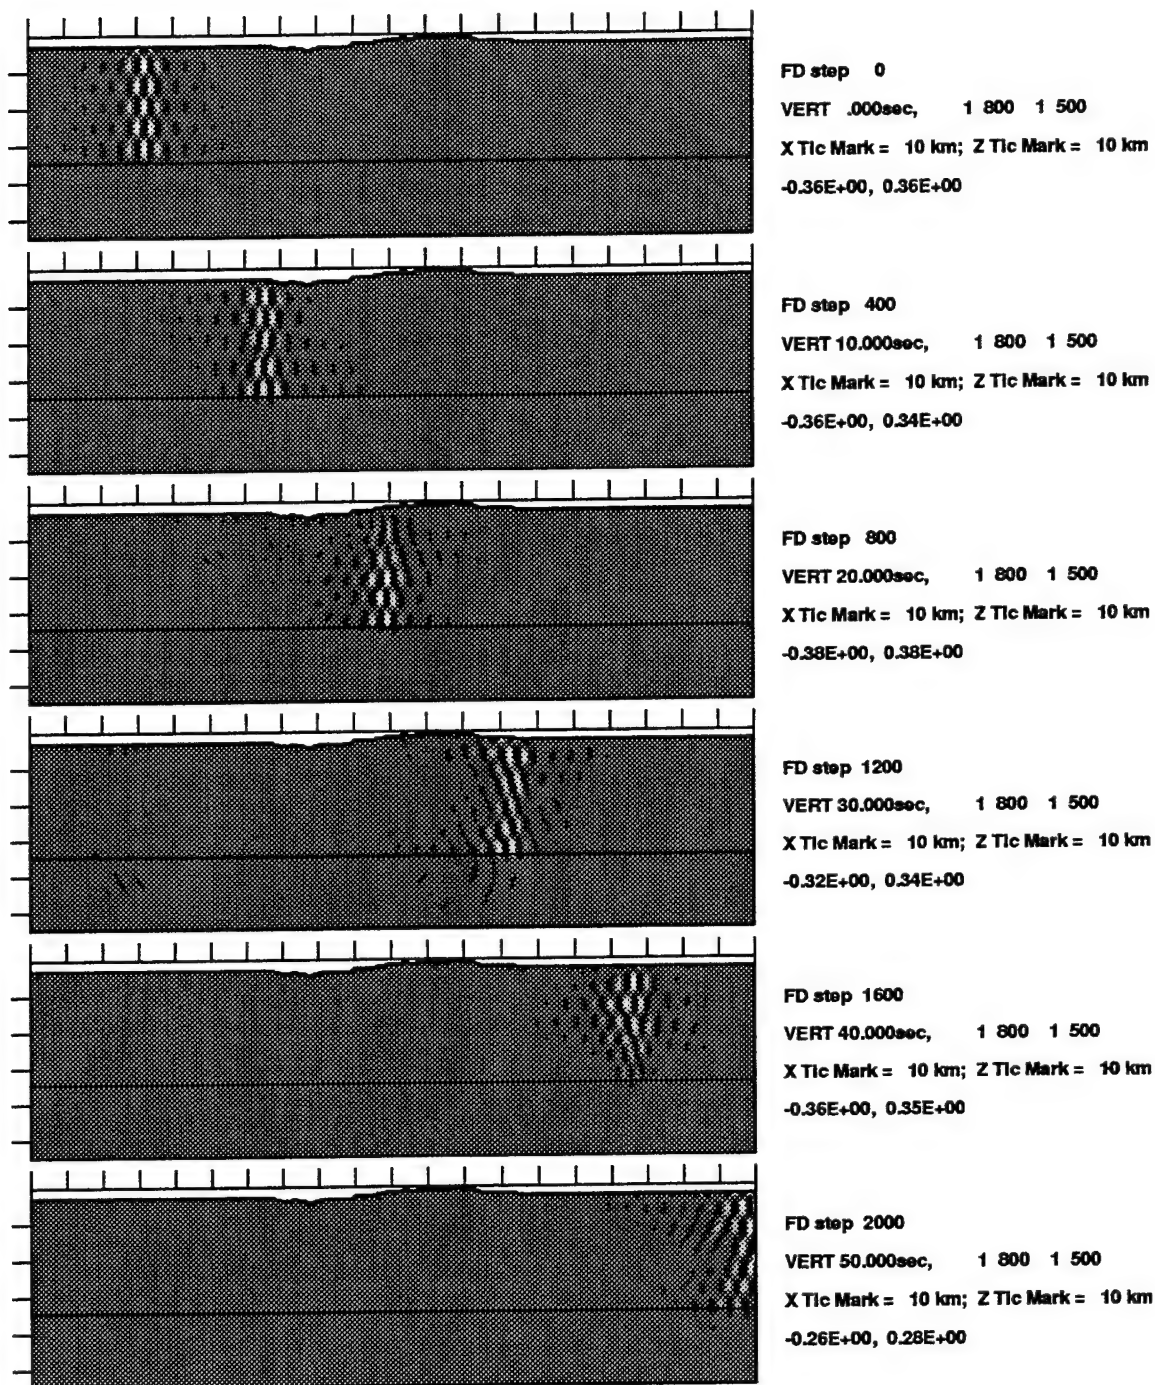 FD step 0
VERT .000sec, 1 800 1 500
X Tic Mark = 10 km; Z Tic Mark = 10 km
-0.36E+00, 0.36E+00
FD step 400
VERT 10.000sec, 1 800 1 500
X Tic Mark = 10 km; Z Tic Mark = 10 km
-0.36E+00, 0.34E+00
FD step 800
VERT 20.000sec, 1 800 1 500
X Tic Mark = 10 km; Z Tic Mark = 10 km
-0.38E+00, 0.38E+00
FD step 1200
VERT 30.000sec, 1 800 1 500
X Tic Mark = 10 km; Z Tic Mark = 10 km
-0.32E+00, 0.34E+00
FD step 1600
VERT 40.000sec, 1 800 1 500
X Tic Mark = 10 km; Z Tic Mark = 10 km
-0.36E+00, 0.35E+00
FD step 2000
VERT 50.000sec, 1 800 1 500
X Tic Mark = 10 km; Z Tic Mark = 10 km
-0.26E+00, 0.28E+00